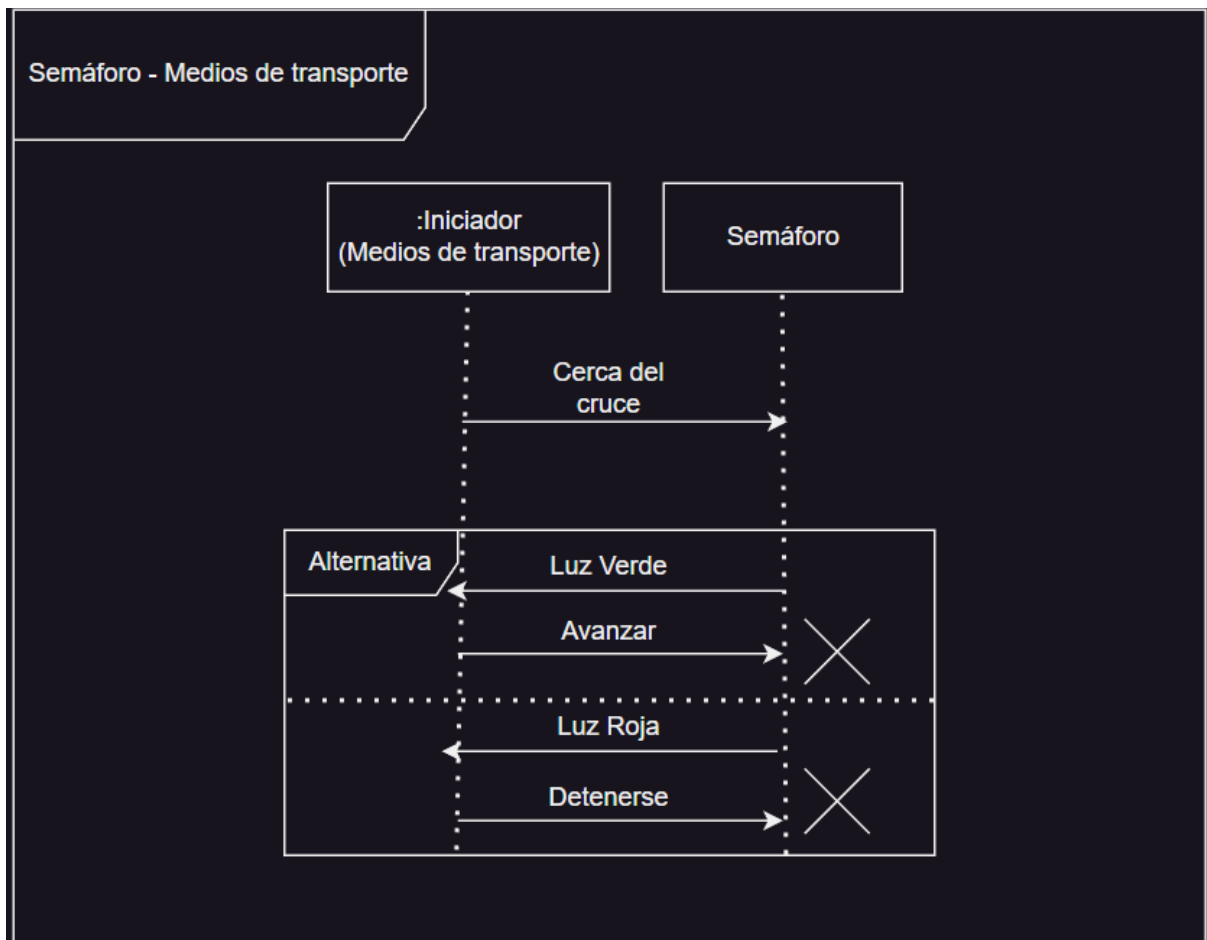 Semáforo - Medios de transporte
:Iniciador
(Medios de transporte)
Semáforo
Cerca del
cruce
Alternativa
Luz Verde
Avanzar
Luz Roja
Detenerse